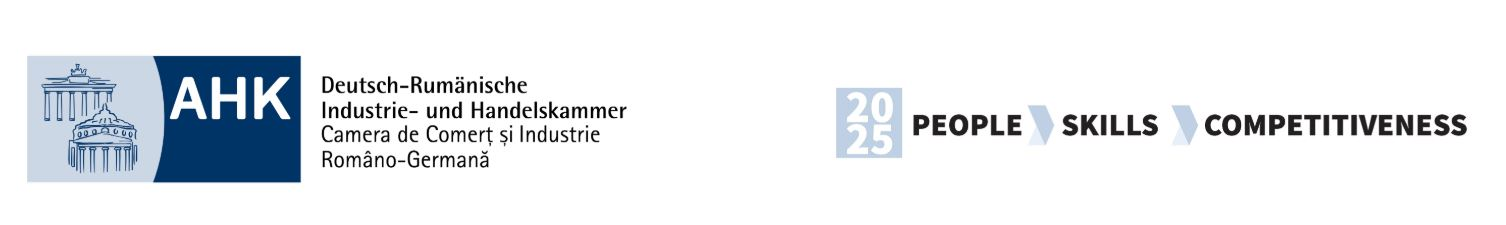 AHK
Deutsch-Rumänische
Industrie- und Handelskammer
Camera de Comerț și Industrie
Româno-Germană
20
25
PEOPLE SKILLS COMPETITIVENESS